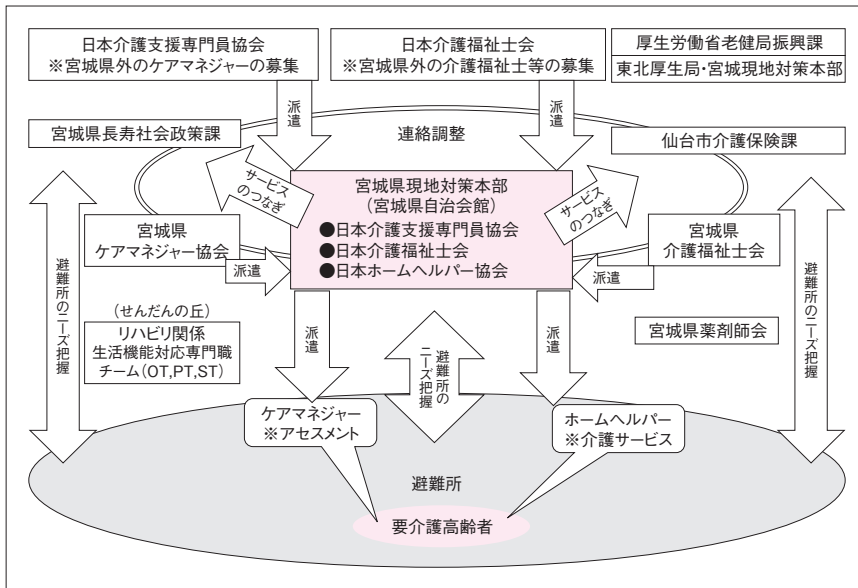 日本介護支援専門員協会
※宮城県外のケアマネジャーの募集
日本介護福祉士会
※宮城県外の介護福祉士等の募集
厚生労働省老健局振興課
東北厚生局・宮城現地対策本部
派遣
派遣
宮城県長寿社会政策課
連絡調整
仙台市介護保険課
サービス
のつなぎ
宮城県現地対策本部
（宮城県自治会館）
●日本介護支援専門員協会
●日本介護福祉士会
●日本ホームヘルパー協会
サービス
のつなぎ
宮城県
ケアマネジャー協会
宮城県
介護福祉士会
派遣
派遣
避難所のニーズ把握
（せんだんの丘）
リハビリ関係
生活機能対応専門職
チーム（OT,PT,ST）
派遣
避難所の
ニーズ把握
派遣
宮城県薬剤師会
避難所のニーズ把握
ケアマネジャー
※アセスメント
ホームヘルパー
※介護サービス
避難所
要介護高齢者